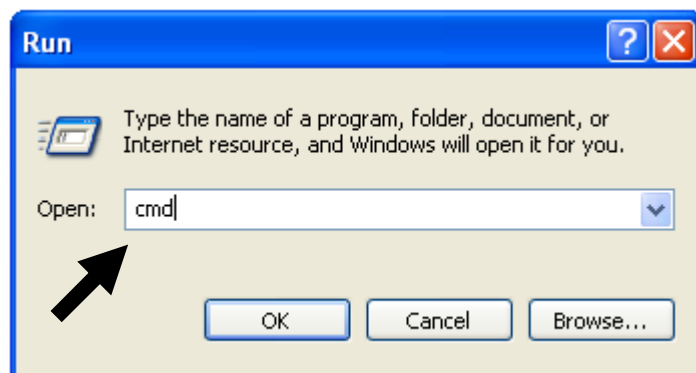 Run
Type the name of a program, folder, document, or
Internet resource, and Windows will open it for you.
Open: cmd
OK Cancel Browse...